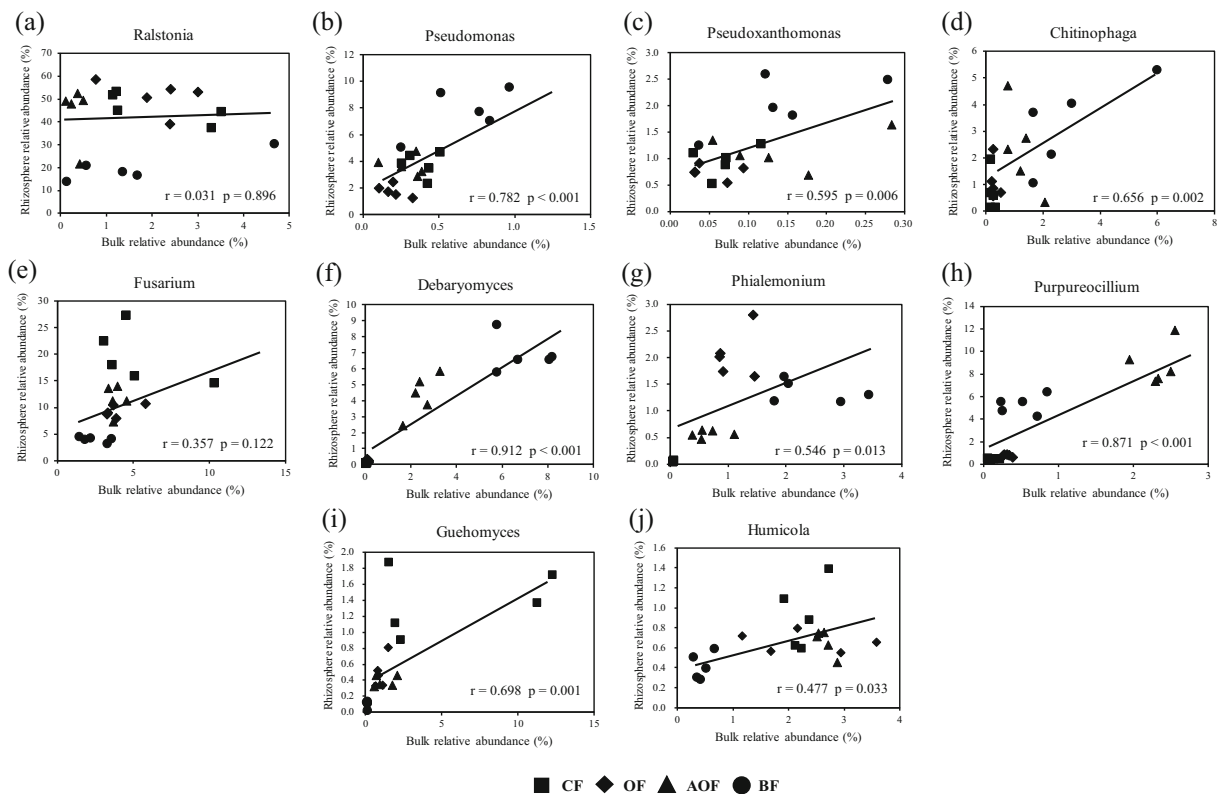 (a)
Ralstonia
Rhizosphere relative abundance (%)
70
60
50
40
30
20
10
0
0 1 2 3 4 5
r = 0.031 p = 0.896
Bulk relative abundance (%)
(b)
Pseudomonas
Rhizosphere relative abundance (%)
12
10
8
6
4
2
0
0.0 0.5 1.0 1.5
r = 0.782 p < 0.001
Bulk relative abundance (%)
(c)
Pseudoxanthomonas
Rhizosphere relative abundance (%)
3.0
2.5
2.0
1.5
1.0
0.5
0.0
0.00 0.05 0.10 0.15 0.20 0.25 0.30
r = 0.595 p = 0.006
Bulk relative abundance (%)
(d)
Chitinophaga
Rhizosphere relative abundance (%)
6
5
4
3
2
1
0
0 2 4 6 8
r = 0.656 p = 0.002
Bulk relative abundance (%)
(e)
Fusarium
Rhizosphere relative abundance (%)
30
25
20
15
10
5
0
0 5 10 15
r = 0.357 p = 0.122
Bulk relative abundance (%)
(f)
Debaryomyces
Rhizosphere relative abundance (%)
10
9
8
7
6
5
4
3
2
1
0
0 2 4 6 8 10
r = 0.912 p < 0.001
Bulk relative abundance (%)
(g)
Phialemonium
Rhizosphere relative abundance (%)
3.0
2.5
2.0
1.5
1.0
0.5
0.0
0 1 2 3 4
r = 0.546 p = 0.013
Bulk relative abundance (%)
(h)
Purpureocillium
Rhizosphere relative abundance (%)
14
12
10
8
6
4
2
0
0 1 2 3
r = 0.871 p < 0.001
Bulk relative abundance (%)
(i)
Guehomyces
Rhizosphere relative abundance (%)
2.0
1.8
1.6
1.4
1.2
1.0
0.8
0.6
0.4
0.2
0.0
0 5 10 15
r = 0.698 p = 0.001
Bulk relative abundance (%)
(j)
Humicola
Rhizosphere relative abundance (%)
1.6
1.4
1.2
1.0
0.8
0.6
0.4
0.2
0.0
0 1 2 3 4
r = 0.477 p = 0.033
Bulk relative abundance (%)
CF OF AOF BF